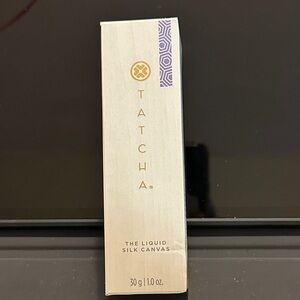 TATCHA®
THE LIQUID
SILK CANVAS
30 g | 1.0 oz.